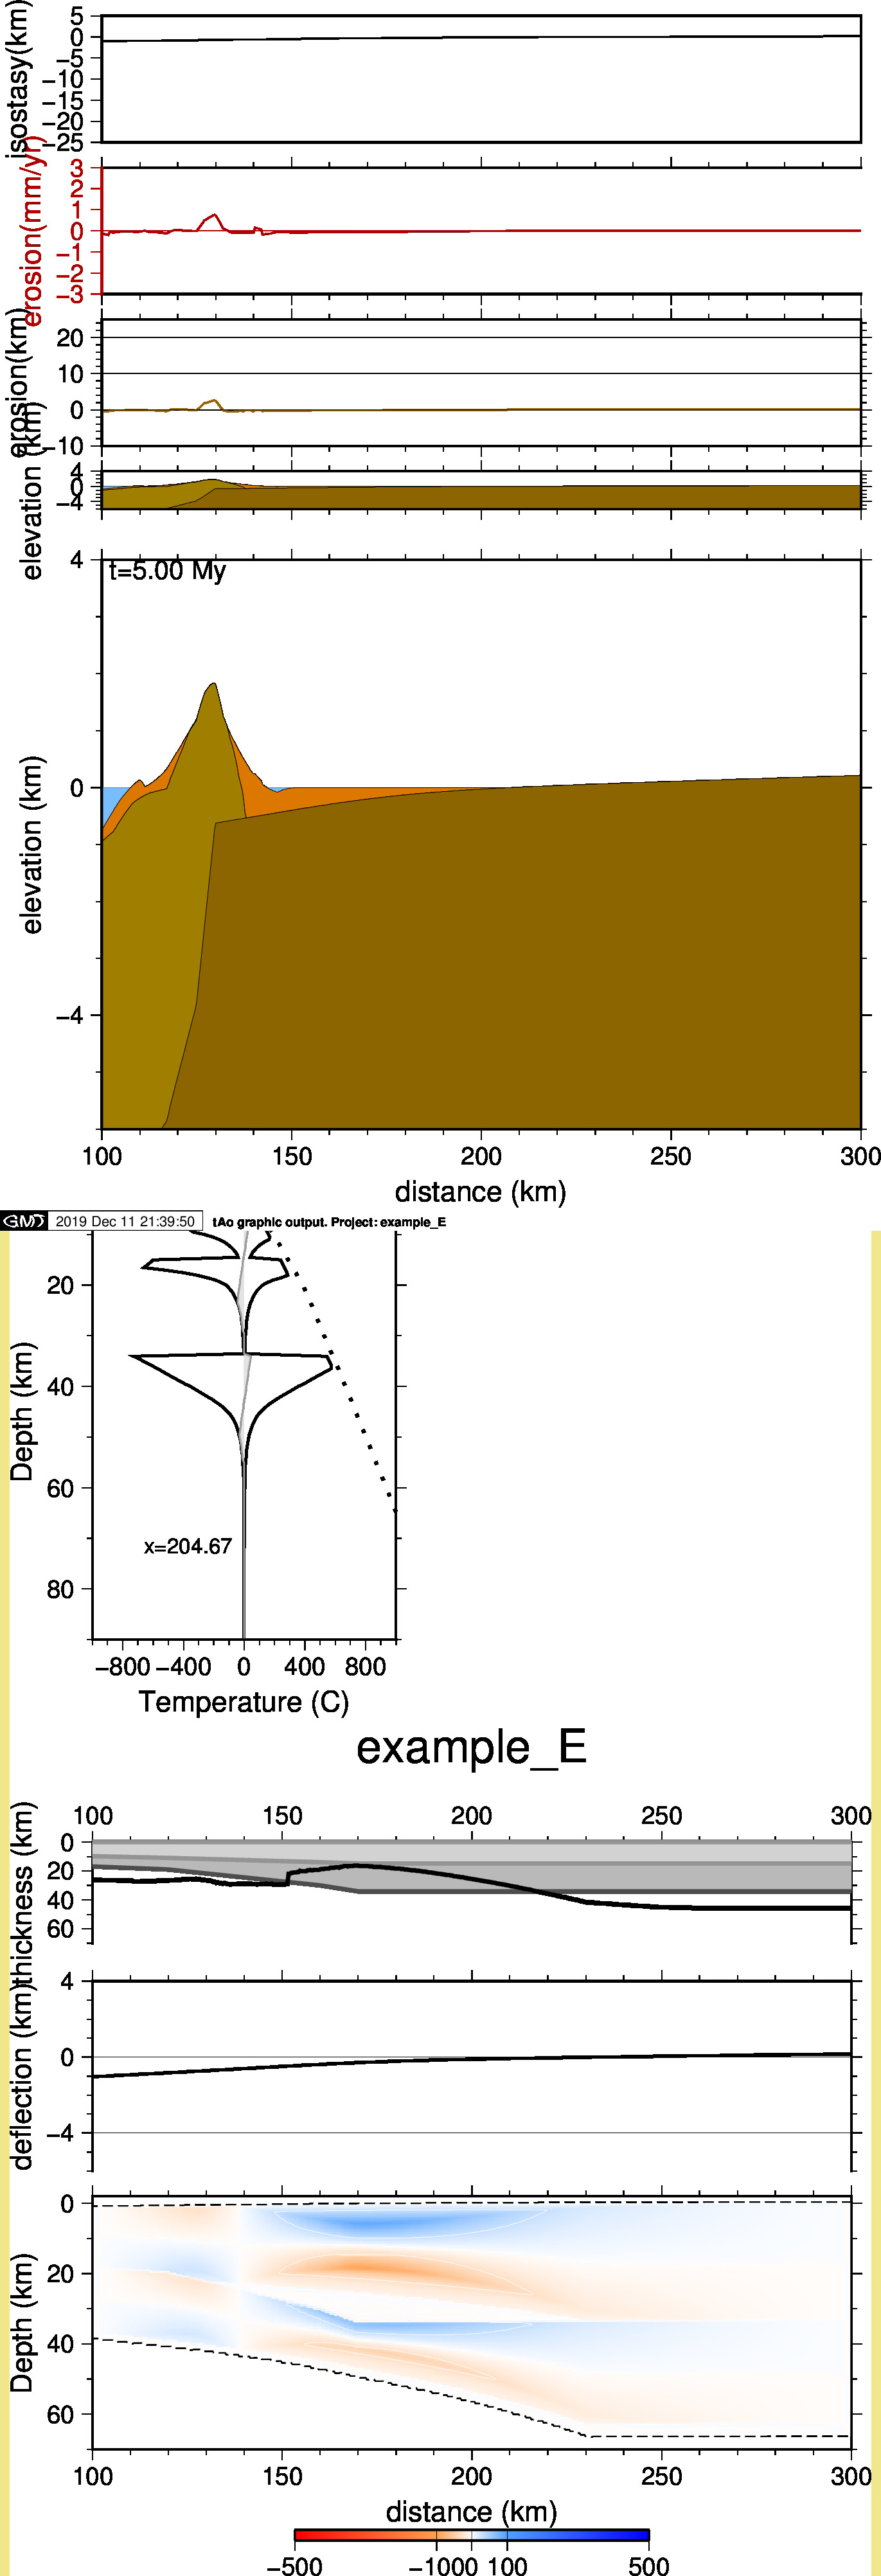 isostasy(km)
5
0
−5
−10
−15
−20
−25
erosion(mm/yr)
3
2
1
0
−1
−2
−3
erosion(km)
20
10
0
−10
elevation (km)
4
0
−4
elevation (km)
4
t=5.00 My
0
−4
100 150 200 250 300
distance (km)
GMT 2019 Dec 11 21:39:50 tAo graphic output. Project: example_E
Depth (km)
20
40
60
x=204.67
80
−800 −400 0 400 800
Temperature (C)
example_E
100 150 200 250 300
thickness (km)
0
20
40
60
deflection (km)
4
0
−4
Depth (km)
0
20
40
60
100 150 200 250 300
distance (km)
−500 −1000 100 500